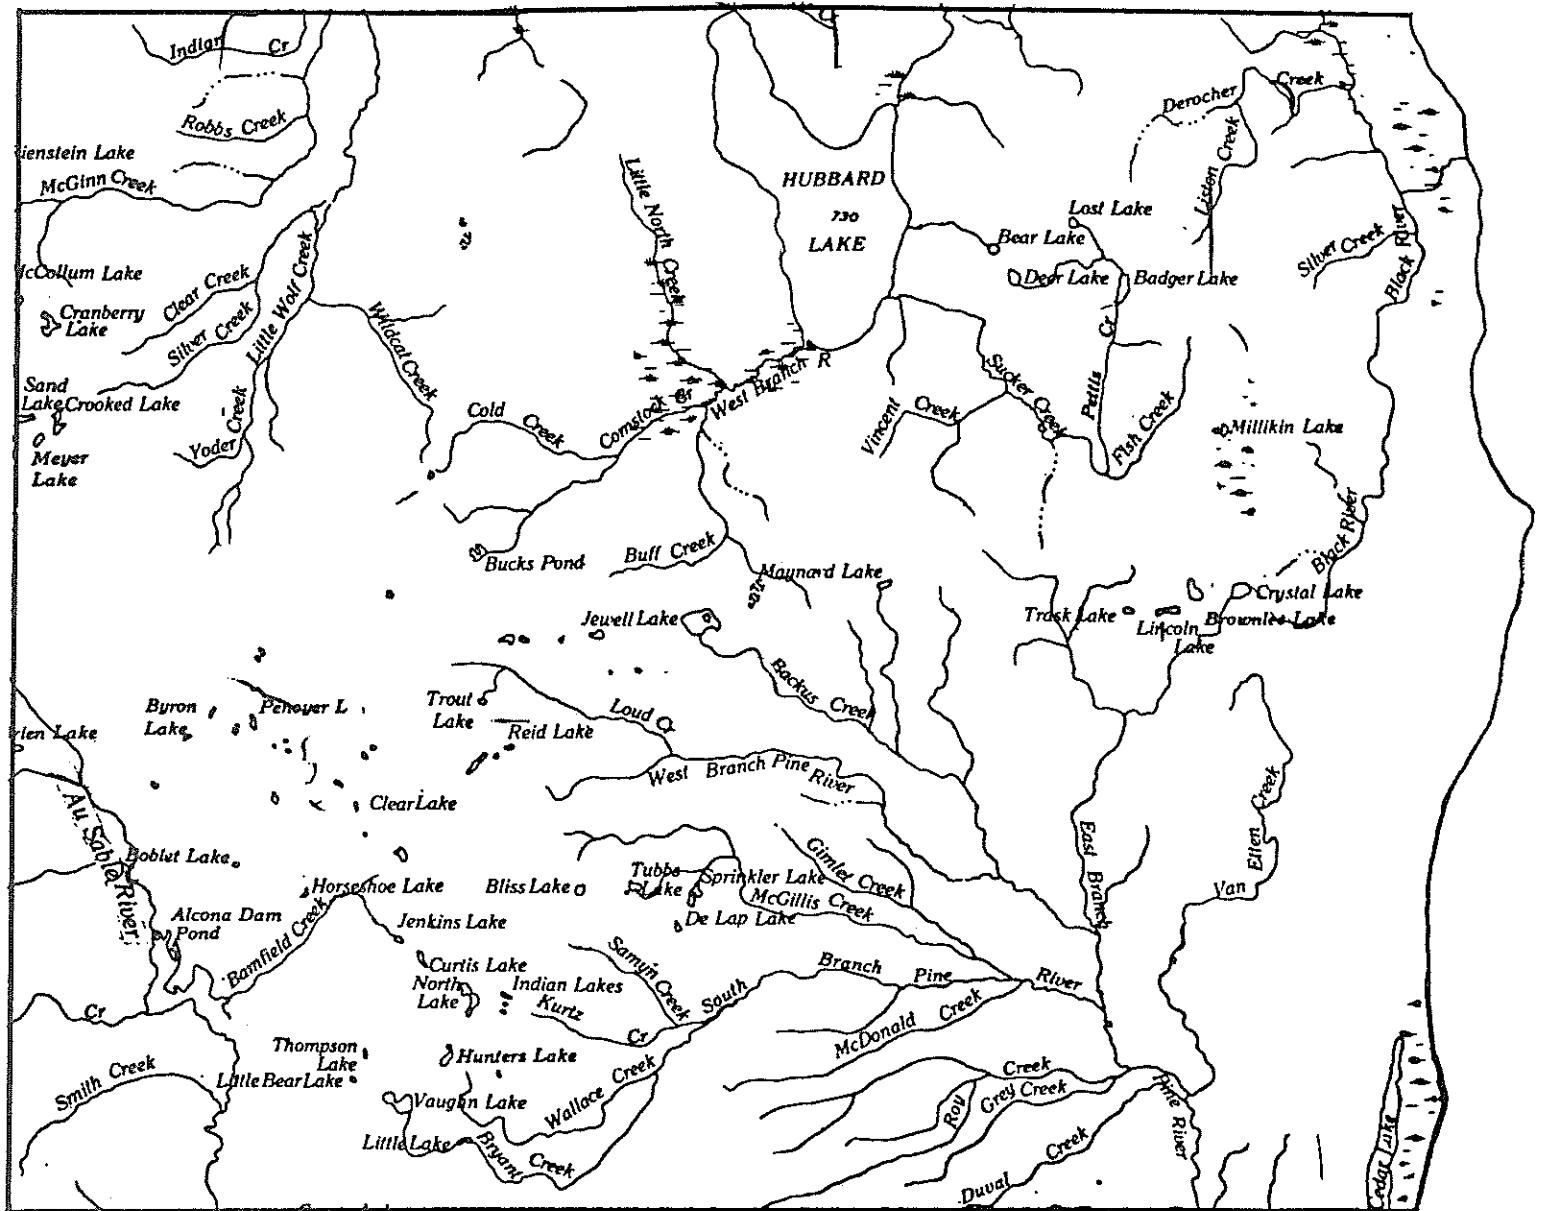 Indian Cr
Robbs Creek
ienstein Lake
McGinn Creek
Little North Creek
HUBBARD
730
LAKE
Derocher Creek
Liston Creek
Lost Lake
Bear Lake
Deer Lake
Badger Lake
Silver Creek
Black River
McCollum Lake
Cranberry
Lake
Clear Creek
Silver Creek
Little Wolf Creek
Wildcat Creek
Sand
Lake
Crooked Lake
Meyer
Lake
Yoder Creek
Cold Creek
Comstock Cr
West Branch R
Vincent Creek
Sucker Creek
Pettis Cr
Fish Creek
Millikin Lake
Black River
Bucks Pond
Buff Creek
Maynard Lake
Jewell Lake
Trask Lake
Lincoln
Lake
Crystal Lake
Brownlee Lake
Backus Creek
Byron
Lake
Penoyer L
Trout
Lake
Loud Cr
Reid Lake
rien Lake
West Branch Pine River
Clear Lake
Au Sable River
Boblet Lake
Horseshoe Lake
Bliss Lake
Tubbs
Lake
Sprinkler Lake
Gimlet Creek
McGillis Creek
De Lap Lake
East Branch
Van Etten Creek
Alcona Dam
Pond
Bamfield Creek
Jenkins Lake
Curtis Lake
North
Lake
Indian Lakes
Kurtz Cr
Samyn Creek
South Branch Pine River
McDonald Creek
Cr
Smith Creek
Thompson
Lake
Little Bear Lake
Hunters Lake
Vaughn Lake
Wallace Creek
Little Lake
Bryant Creek
Roy Creek
Grey Creek
Duval Creek
Pine River
Cedar Lake